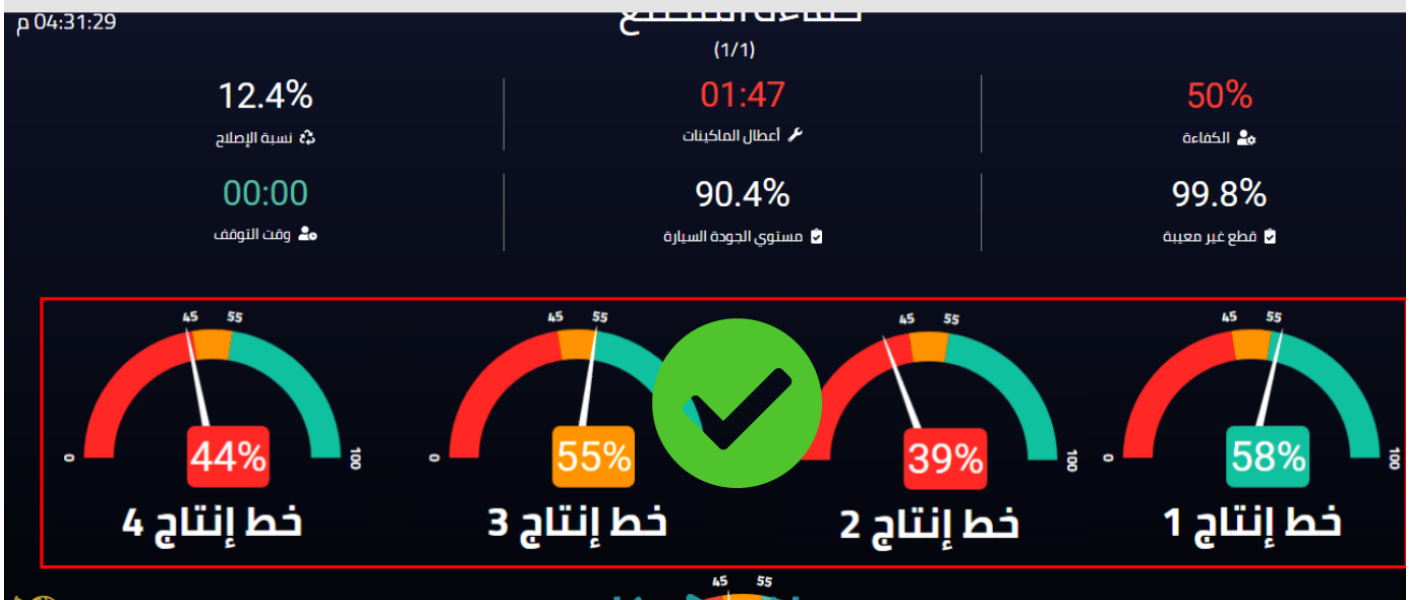 04:31:29 م
كفاءة المصنع
(1/1)
50%
الكفاءة
01:47
أعطال الماكينات
12.4%
نسبة الإصلاح
99.8%
قطع غير معيبة
90.4%
مستوي الجودة السيارة
00:00
وقت التوقف
0 45 55 100
58%
خط إنتاج 1
45 55 100
39%
خط إنتاج 2
0 45 55
55%
خط إنتاج 3
0 45 55 100
44%
خط إنتاج 4
45 55